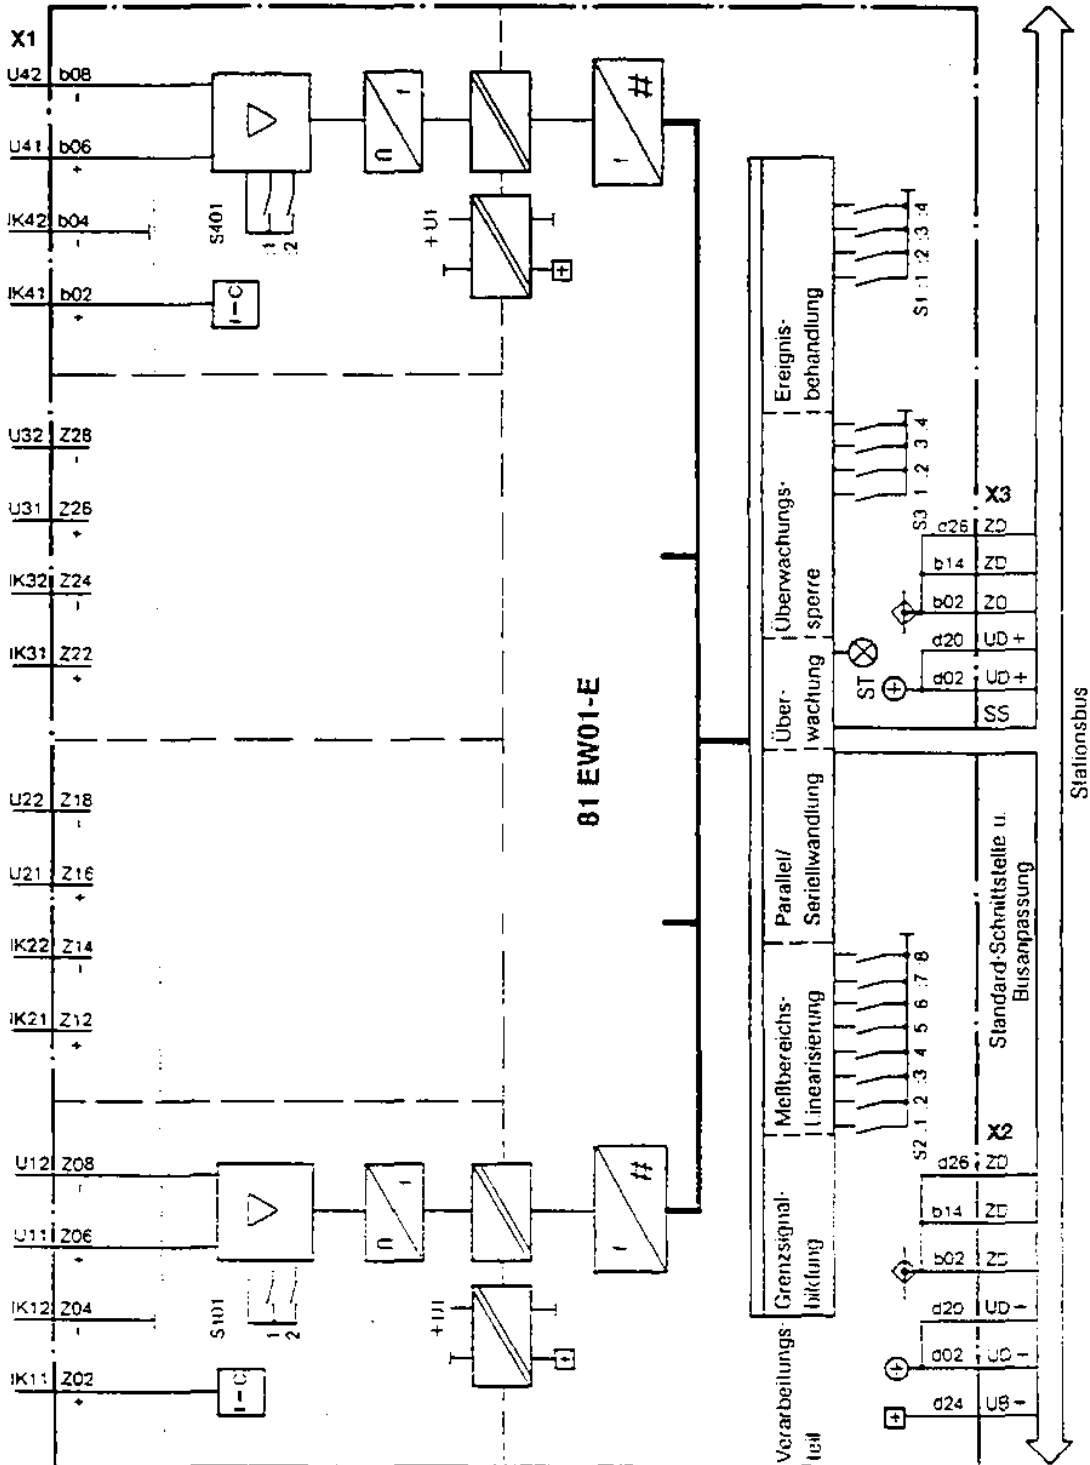 X1
U42 b08
-
U41 b06
+
IK42 b04
-
IK41 b02
+
U32 Z28
-
U31 Z26
+
IK32 Z24
-
IK31 Z22
+
U22 Z18
-
U21 Z16
+
IK22 Z14
-
IK21 Z12
+
U12 Z08
U11 Z06
+
IK12 Z04
-
IK11 Z02
+
S401
:1
:2
I-C
U f
+U1
+
f #
81 EW01-E
S101
1
2
I-C
U f
+U1
+
f #
Ereignis-
behandlung
Überwachungs-
sperre
Über-
wachung
Parallel/
Seriellwandlung
Meßbereichs-
Linearisierung
Grenzsignal-
bildung
Verarbeitungs-
teil
S1 :1 :2 :3 :4
S3 1 :2 3 :4
ST
S2 :1 :2 :3 4 5 6 :7 :8
X3
d26 ZD
b14 ZD
b02 ZD
d20 UD+
d02 UD+
SS
Standard-Schnittstelle u.
Busanpassung
X2
d26 ZD
b14 ZD
b02 ZD
d20 UD+
d02 UD+
d24 UB+
Stationsbus